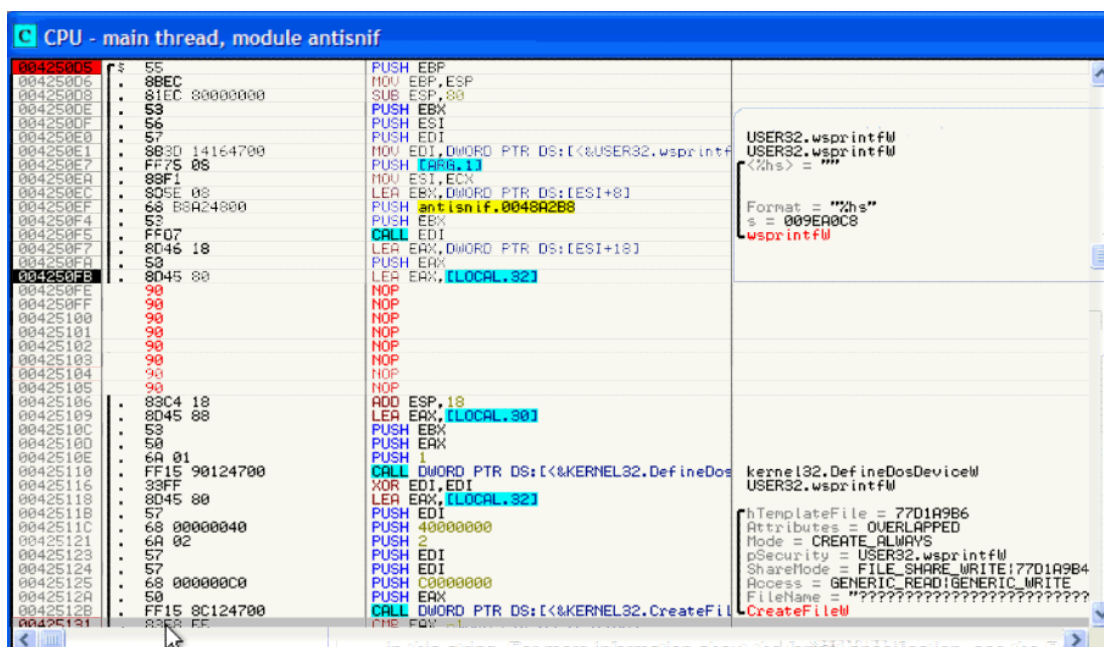 C CPU - main thread, module antisnif
004250D5 $ 55 PUSH EBP
004250D6 . 8BEC MOV EBP,ESP
004250D8 . 81EC 80000000 SUB ESP,80
004250DE . 53 PUSH EBX
004250DF . 56 PUSH ESI
004250E0 . 57 PUSH EDI USER32.wsprintfW
004250E1 . 8B3D 14164700 MOV EDI,DWORD PTR DS:[<&USER32.wsprintf USER32.wsprintfW
004250E7 . FF75 08 PUSH [ARG.1] <%hs> = ""
004250EA . 8BF1 MOV ESI,ECX
004250EC . 8D5E 08 LEA EBX,DWORD PTR DS:[ESI+8]
004250EF . 68 B8A24800 PUSH antisnif.0048A2B8 Format = "%hs"
004250F4 . 53 PUSH EBX s = 009EA0C8
004250F5 . FFD7 CALL EDI wsprintfW
004250F7 . 8D46 18 LEA EAX,DWORD PTR DS:[ESI+18]
004250FA . 50 PUSH EAX
004250FB . 8D45 80 LEA EAX,[LOCAL.32]
004250FE 90 NOP
004250FF 90 NOP
00425100 90 NOP
00425101 90 NOP
00425102 90 NOP
00425103 90 NOP
00425104 90 NOP
00425105 90 NOP
00425106 . 83C4 18 ADD ESP,18
00425109 . 8D45 88 LEA EAX,[LOCAL.30]
0042510C . 53 PUSH EBX
0042510D . 50 PUSH EAX
0042510E . 6A 01 PUSH 1
00425110 . FF15 90124700 CALL DWORD PTR DS:[<&KERNEL32.DefineDos kernel32.DefineDosDeviceW
00425116 . 33FF XOR EDI,EDI USER32.wsprintfW
00425118 . 8D45 80 LEA EAX,[LOCAL.32]
0042511B . 57 PUSH EDI hTemplateFile = 77D1A9B6
0042511C . 68 00000040 PUSH 40000000 Attributes = OVERLAPPED
00425121 . 6A 02 PUSH 2 Mode = CREATE_ALWAYS
00425123 . 57 PUSH EDI pSecurity = USER32.wsprintfW
00425124 . 57 PUSH EDI ShareMode = FILE_SHARE_WRITE|77D1A9B4
00425125 . 68 000000C0 PUSH C0000000 Access = GENERIC_READ|GENERIC_WRITE
0042512A . 50 PUSH EAX FileName = "?????????????????????????
0042512B . FF15 8C124700 CALL DWORD PTR DS:[<&KERNEL32.CreateFil CreateFileW
00425131